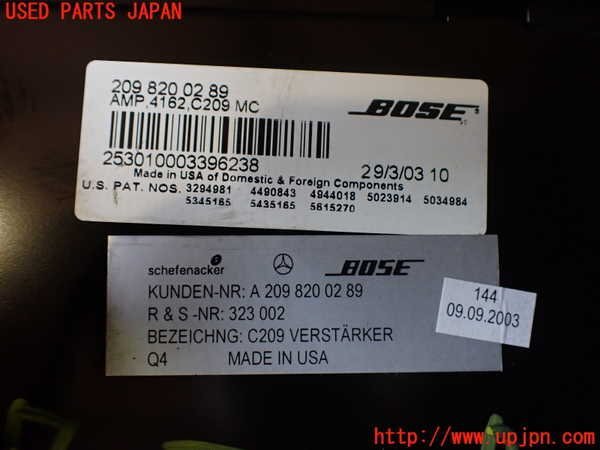 USED PARTS JAPAN
209 820 02 89
AMP,4162,C209 MC
BOSE
253010003396238
29/3/03 10
Made in USA of Domestic & Foreign Components
U.S. PAT. NOS. 3294981 4490843 4944018 5023914 5034984
5345165 5435165 5615270
schefenacker
BOSE
KUNDEN-NR: A 209 820 02 89
R & S -NR: 323 002
BEZEICHNG: C209 VERSTÄRKER
Q4 MADE IN USA
144
09.09.2003
© www.upjpn.com